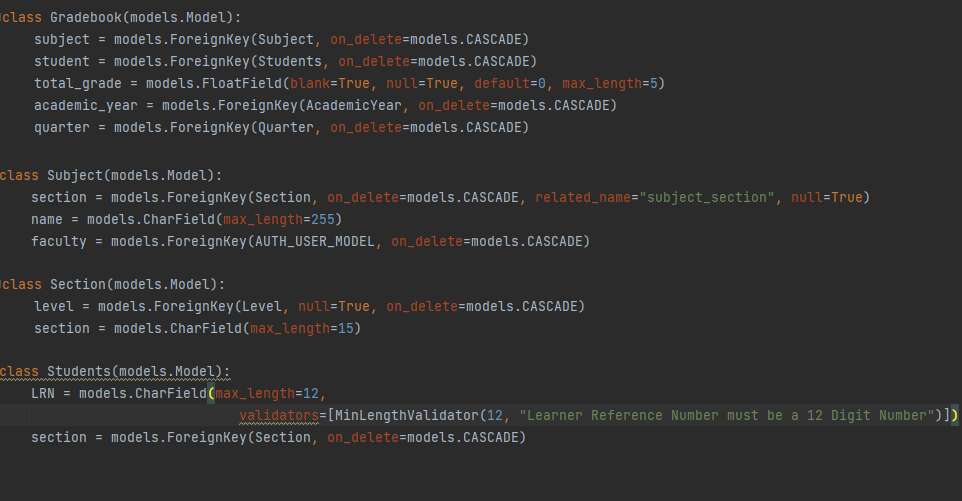 class Gradebook(models.Model):
    subject = models.ForeignKey(Subject, on_delete=models.CASCADE)
    student = models.ForeignKey(Students, on_delete=models.CASCADE)
    total_grade = models.FloatField(blank=True, null=True, default=0, max_length=5)
    academic_year = models.ForeignKey(AcademicYear, on_delete=models.CASCADE)
    quarter = models.ForeignKey(Quarter, on_delete=models.CASCADE)

class Subject(models.Model):
    section = models.ForeignKey(Section, on_delete=models.CASCADE, related_name="subject_section", null=True)
    name = models.CharField(max_length=255)
    faculty = models.ForeignKey(AUTH_USER_MODEL, on_delete=models.CASCADE)

class Section(models.Model):
    level = models.ForeignKey(Level, null=True, on_delete=models.CASCADE)
    section = models.CharField(max_length=15)

class Students(models.Model):
    LRN = models.CharField(max_length=12,
                           validators=[MinLengthValidator(12, "Learner Reference Number must be a 12 Digit Number")])
    section = models.ForeignKey(Section, on_delete=models.CASCADE)